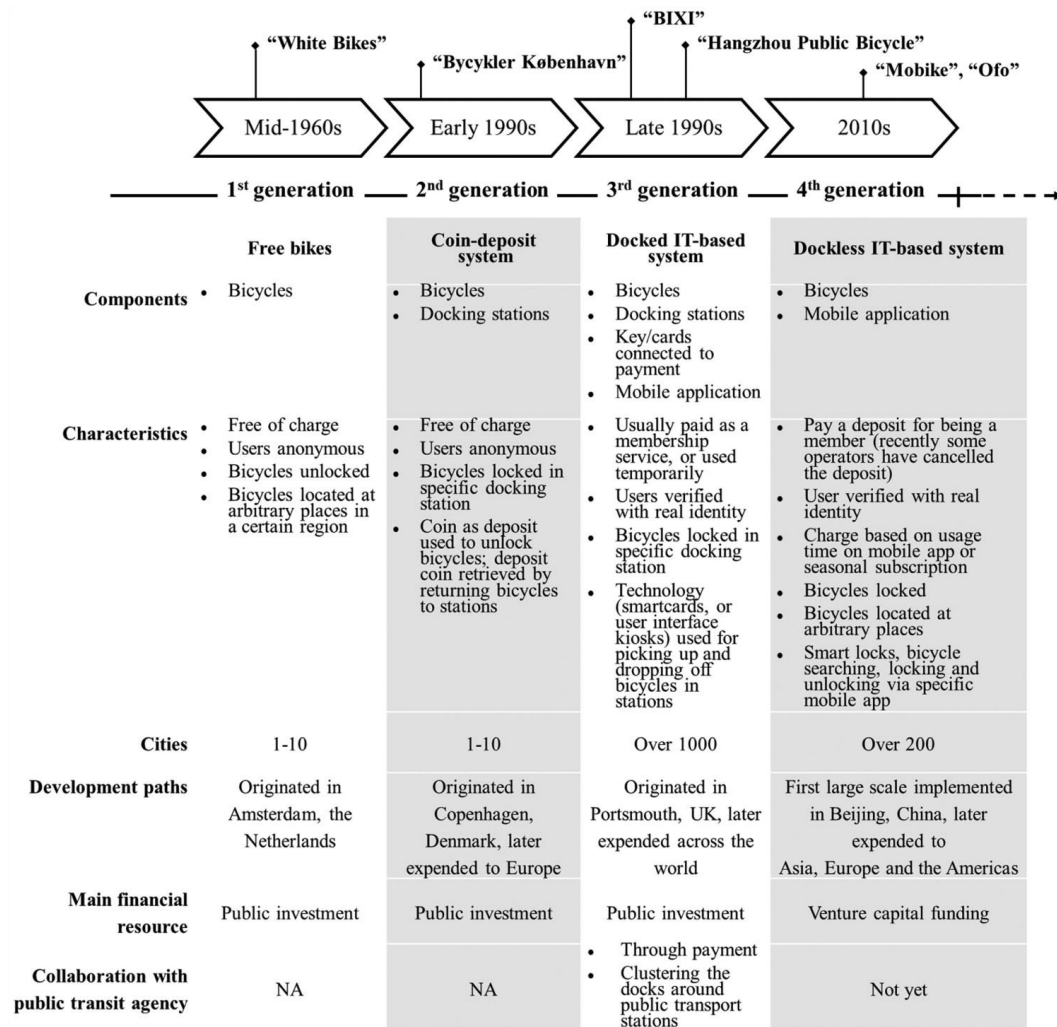 “BIXI”
“White Bikes”
“Hangzhou Public Bicycle”
“Bycykler København”
“Mobike”, “Ofo”
Mid-1960s
Early 1990s
Late 1990s
2010s
1st generation
2nd generation
3rd generation
4th generation
Free bikes
Coin-deposit
system
Docked IT-based
system
Dockless IT-based system
Components
• Bicycles
• Bicycles
• Docking stations
• Bicycles
• Docking stations
• Key/cards
connected to
payment
• Mobile application
• Bicycles
• Mobile application
Characteristics
• Free of charge
• Users anonymous
• Bicycles unlocked
• Bicycles located at
arbitrary places in
a certain region
• Free of charge
• Users anonymous
• Bicycles locked in
specific docking
station
• Coin as deposit
used to unlock
bicycles; deposit
coin retrieved by
returning bicycles
to stations
• Usually paid as a
membership
service, or used
temporarily
• Users verified
with real identity
• Bicycles locked in
specific docking
station
• Technology
(smartcards, or
user interface
kiosks) used for
picking up and
dropping off
bicycles in
stations
• Pay a deposit for being a
member (recently some
operators have cancelled
the deposit)
• User verified with real
identity
• Charge based on usage
time on mobile app or
seasonal subscription
• Bicycles locked
• Bicycles located at
arbitrary places
• Smart locks, bicycle
searching, locking and
unlocking via specific
mobile app
Cities
1-10
1-10
Over 1000
Over 200
Development paths
Originated in
Amsterdam, the
Netherlands
Originated in
Copenhagen,
Denmark, later
expended to Europe
Originated in
Portsmouth, UK, later
expended across the
world
First large scale implemented
in Beijing, China, later
expended to
Asia, Europe and the Americas
Main financial
resource
Public investment
Public investment
Public investment
Venture capital funding
Collaboration with
public transit agency
NA
NA
• Through payment
• Clustering the
docks around
public transport
stations
Not yet